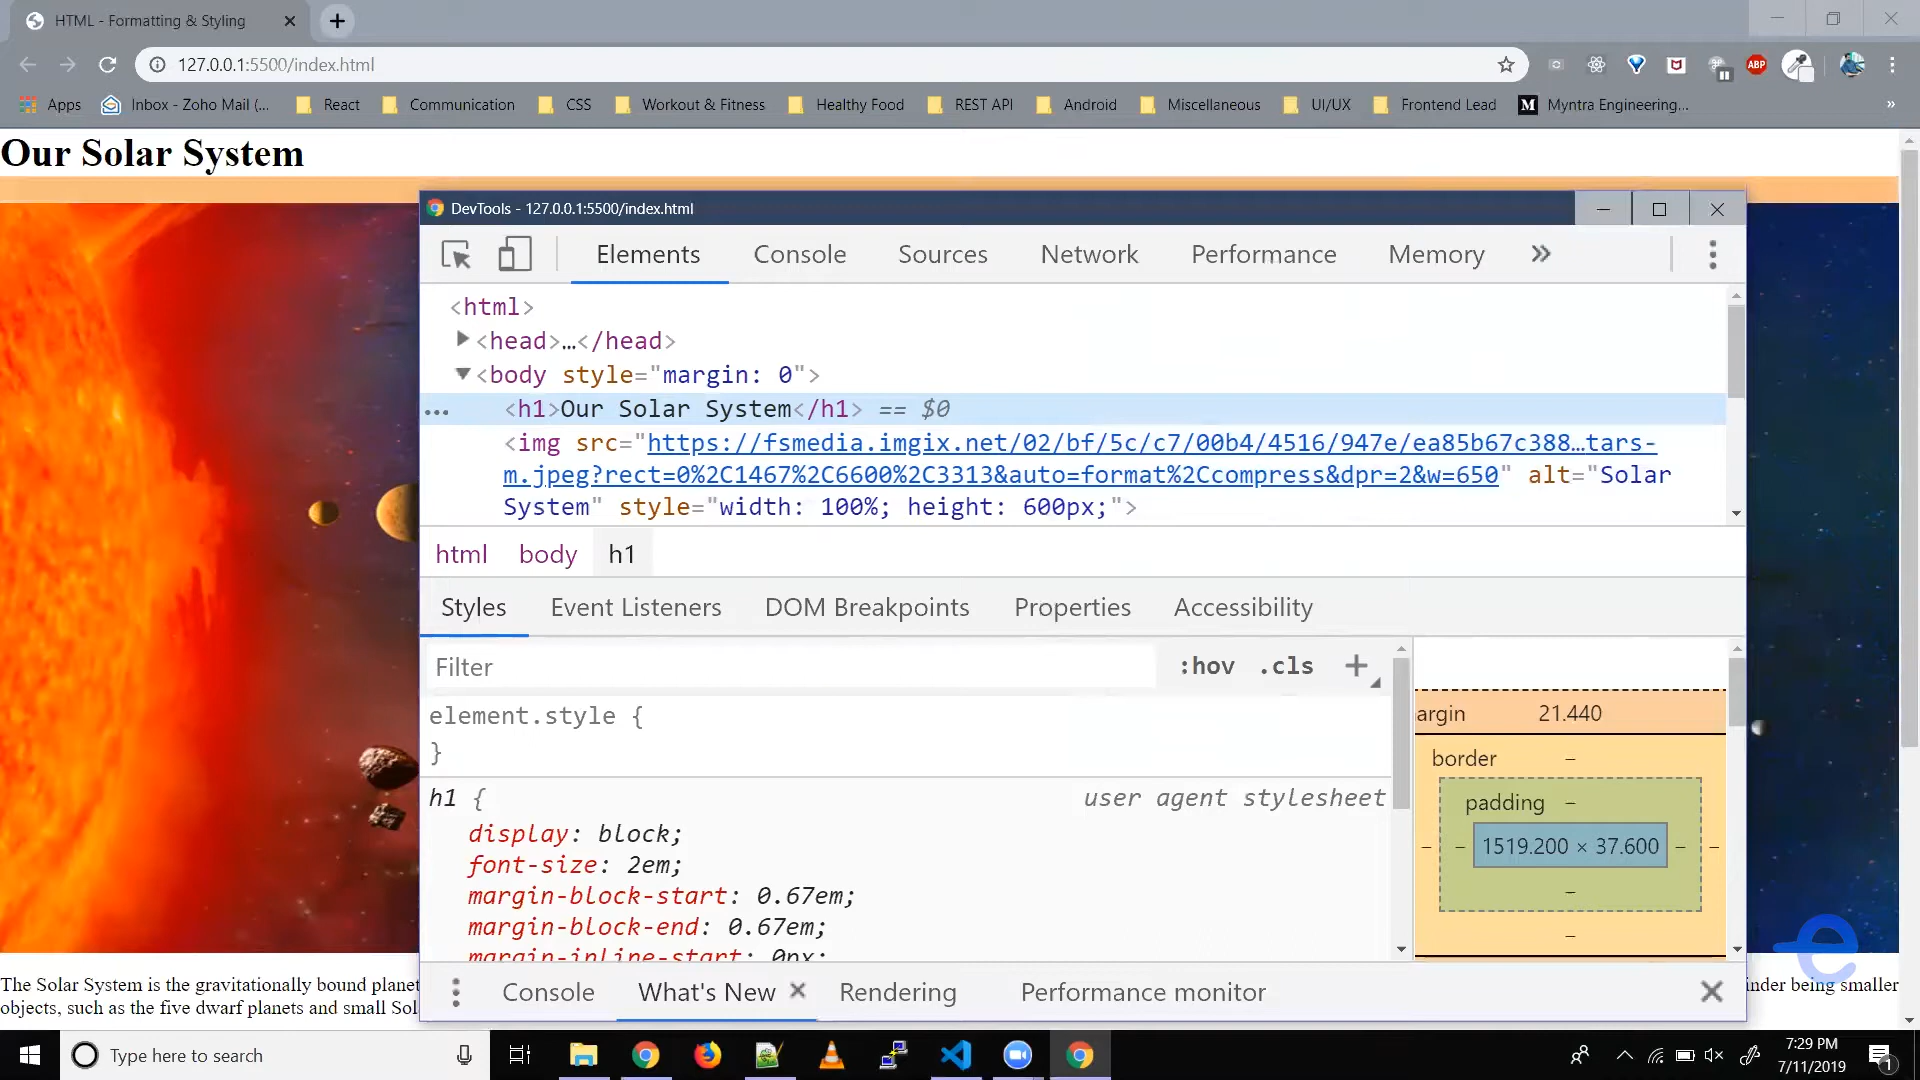 HTML - Formatting & Styling
127.0.0.1:5500/index.html
ABP
Apps
Inbox - Zoho Mail (...
React
Communication
CSS
Workout & Fitness
Healthy Food
REST API
Android
Miscellaneous
UI/UX
Frontend Lead
M
Myntra Engineering...
»
Our Solar System
DevTools - 127.0.0.1:5500/index.html
Elements
Console
Sources
Network
Performance
Memory
»
<html>
<head>…</head>
<body style="margin: 0">
... <h1>Our Solar System</h1> == $0
<img src="https://fsmedia.imgix.net/02/bf/5c/c7/00b4/4516/947e/ea85b67c388…tars-
m.jpeg?rect=0%2C1467%2C6600%2C3313&auto=format%2Ccompress&dpr=2&w=650" alt="Solar
System" style="width: 100%; height: 600px;">
html body h1
Styles
Event Listeners
DOM Breakpoints
Properties
Accessibility
Filter
:hov .cls +
element.style {
}
h1 {
user agent stylesheet
display: block;
font-size: 2em;
margin-block-start: 0.67em;
margin-block-end: 0.67em;
margin-inline-start: 0px;
argin 21.440
border –
padding –
– – 1519.200 × 37.600 – –
–
–
Console
What's New
Rendering
Performance monitor
The Solar System is the gravitationally bound planet
inder being smaller
objects, such as the five dwarf planets and small Sol
Type here to search
7:29 PM
7/11/2019
1